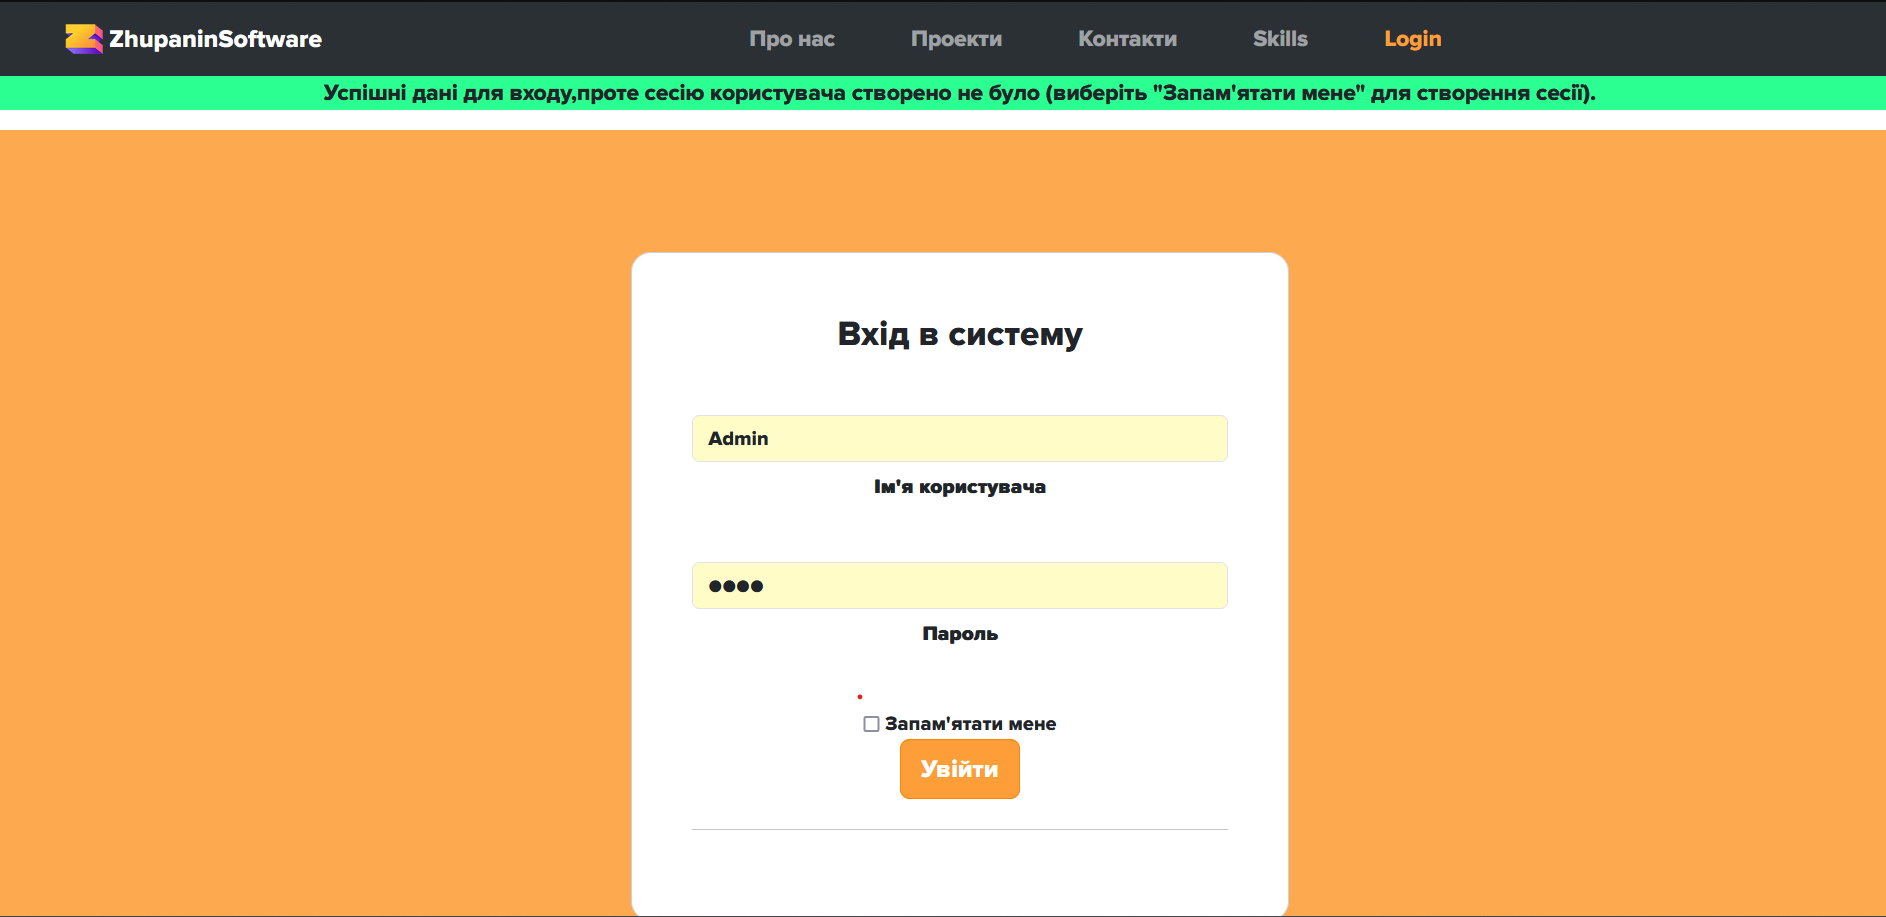 ZhupaninSoftware
Про нас
Проекти
Контакти
Skills
Login
Успішні дані для входу,проте сесію користувача створено не було (виберіть "Запам'ятати мене" для створення сесії).
Вхід в систему
Admin
Ім'я користувача
Пароль
Запам'ятати мене
Увійти